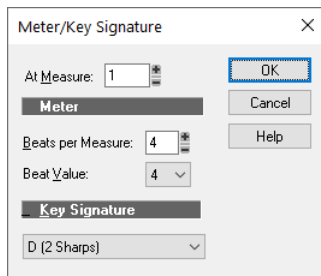 Meter/Key Signature
At Measure: 1
OK
Meter
Cancel
Beats per Measure: 4
Help
Beat Value: 4
Key Signature
D (2 Sharps)